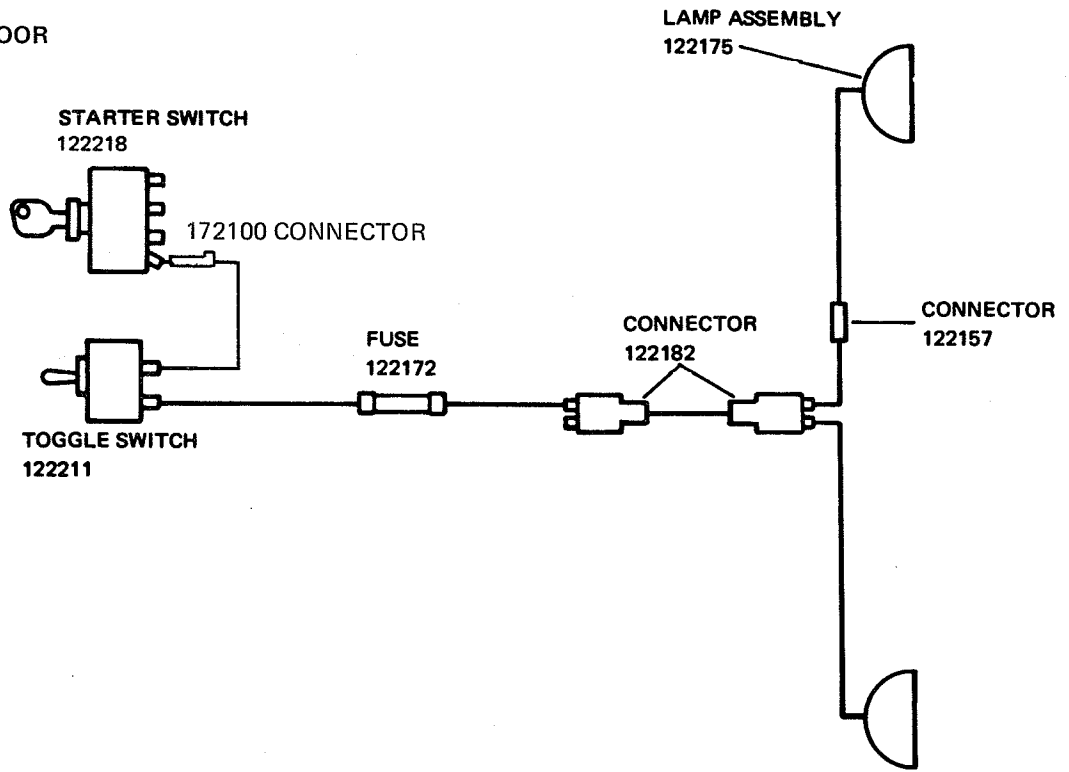 OOR
LAMP ASSEMBLY
122175
STARTER SWITCH
122218
172100 CONNECTOR
FUSE
122172
CONNECTOR
122182
CONNECTOR
122157
TOGGLE SWITCH
122211